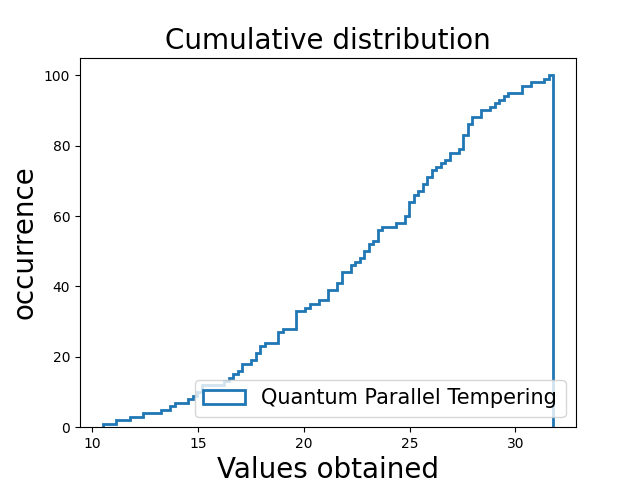 Cumulative distribution
100
80
60
40
20
0
occurrence
10
15
20
25
30
Values obtained
Quantum Parallel Tempering